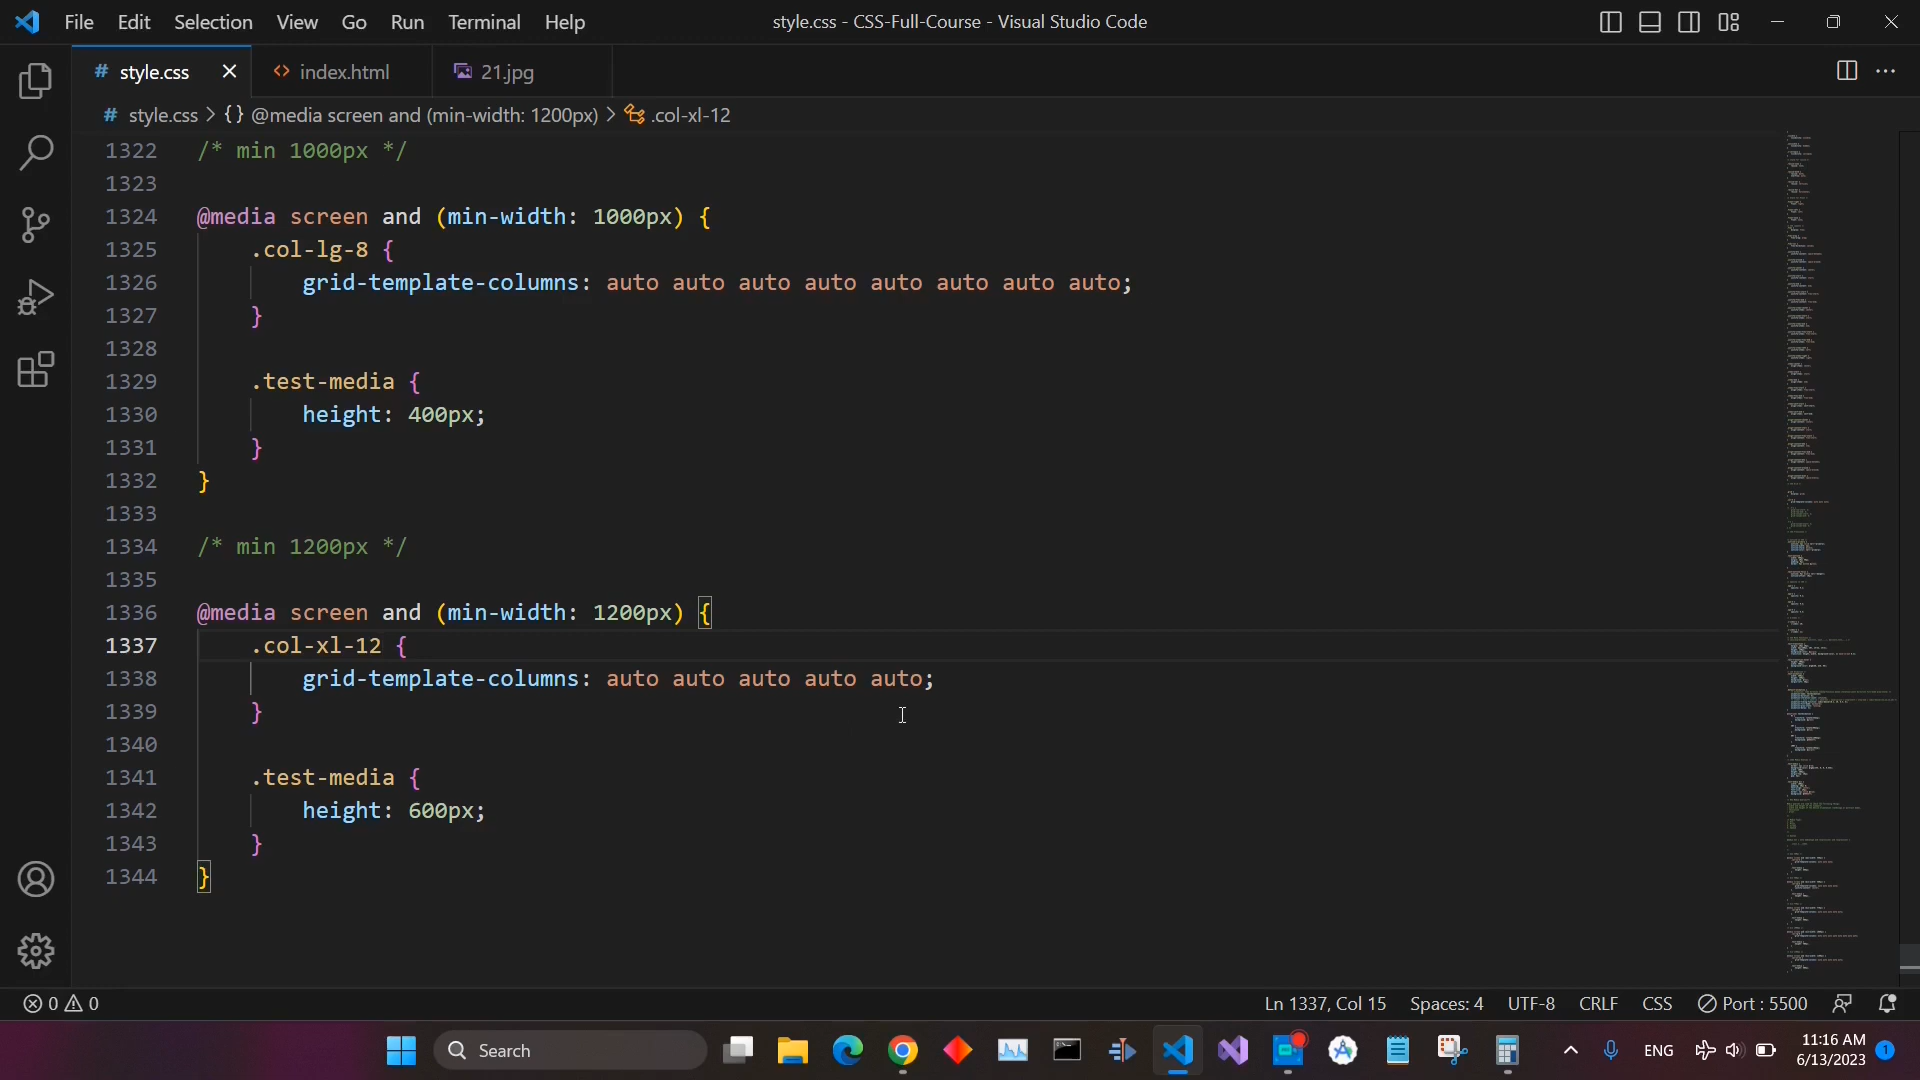 File Edit Selection View Go Run Terminal Help style.css - CSS-Full-Course - Visual Studio Code
# style.css index.html 21.jpg
# style.css > {} @media screen and (min-width: 1200px) > .col-xl-12
1322 /* min 1000px */
1323
1324 @media screen and (min-width: 1000px) {
1325 .col-lg-8 {
1326 grid-template-columns: auto auto auto auto auto auto auto auto;
1327 }
1328
1329 .test-media {
1330 height: 400px;
1331 }
1332 }
1333
1334 /* min 1200px */
1335
1336 @media screen and (min-width: 1200px) {
1337 .col-xl-12 {
1338 grid-template-columns: auto auto auto auto auto;
1339 }
1340
1341 .test-media {
1342 height: 600px;
1343 }
1344 }
0 0 Ln 1337, Col 15 Spaces: 4 UTF-8 CRLF CSS Port : 5500
Search ENG 11:16 AM 1
6/13/2023